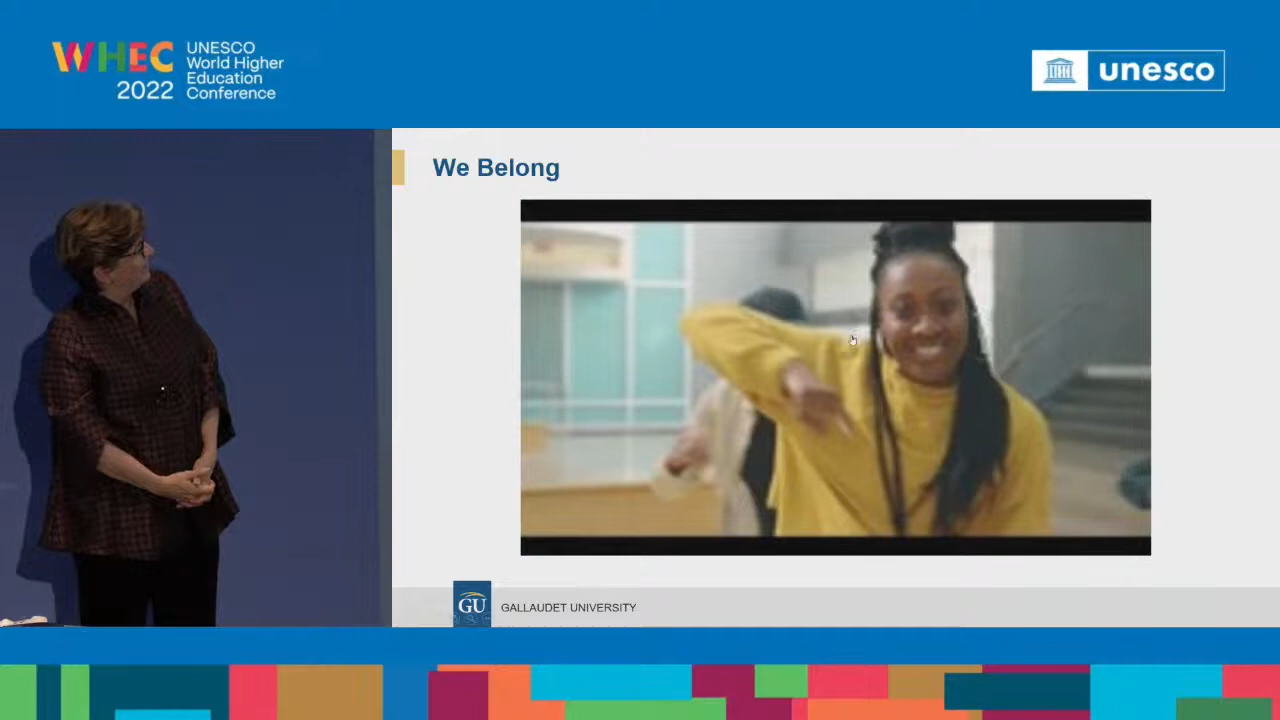 WHEC
2022
UNESCO
World Higher
Education
Conference
unesco
We Belong
GU
GALLAUDET UNIVERSITY